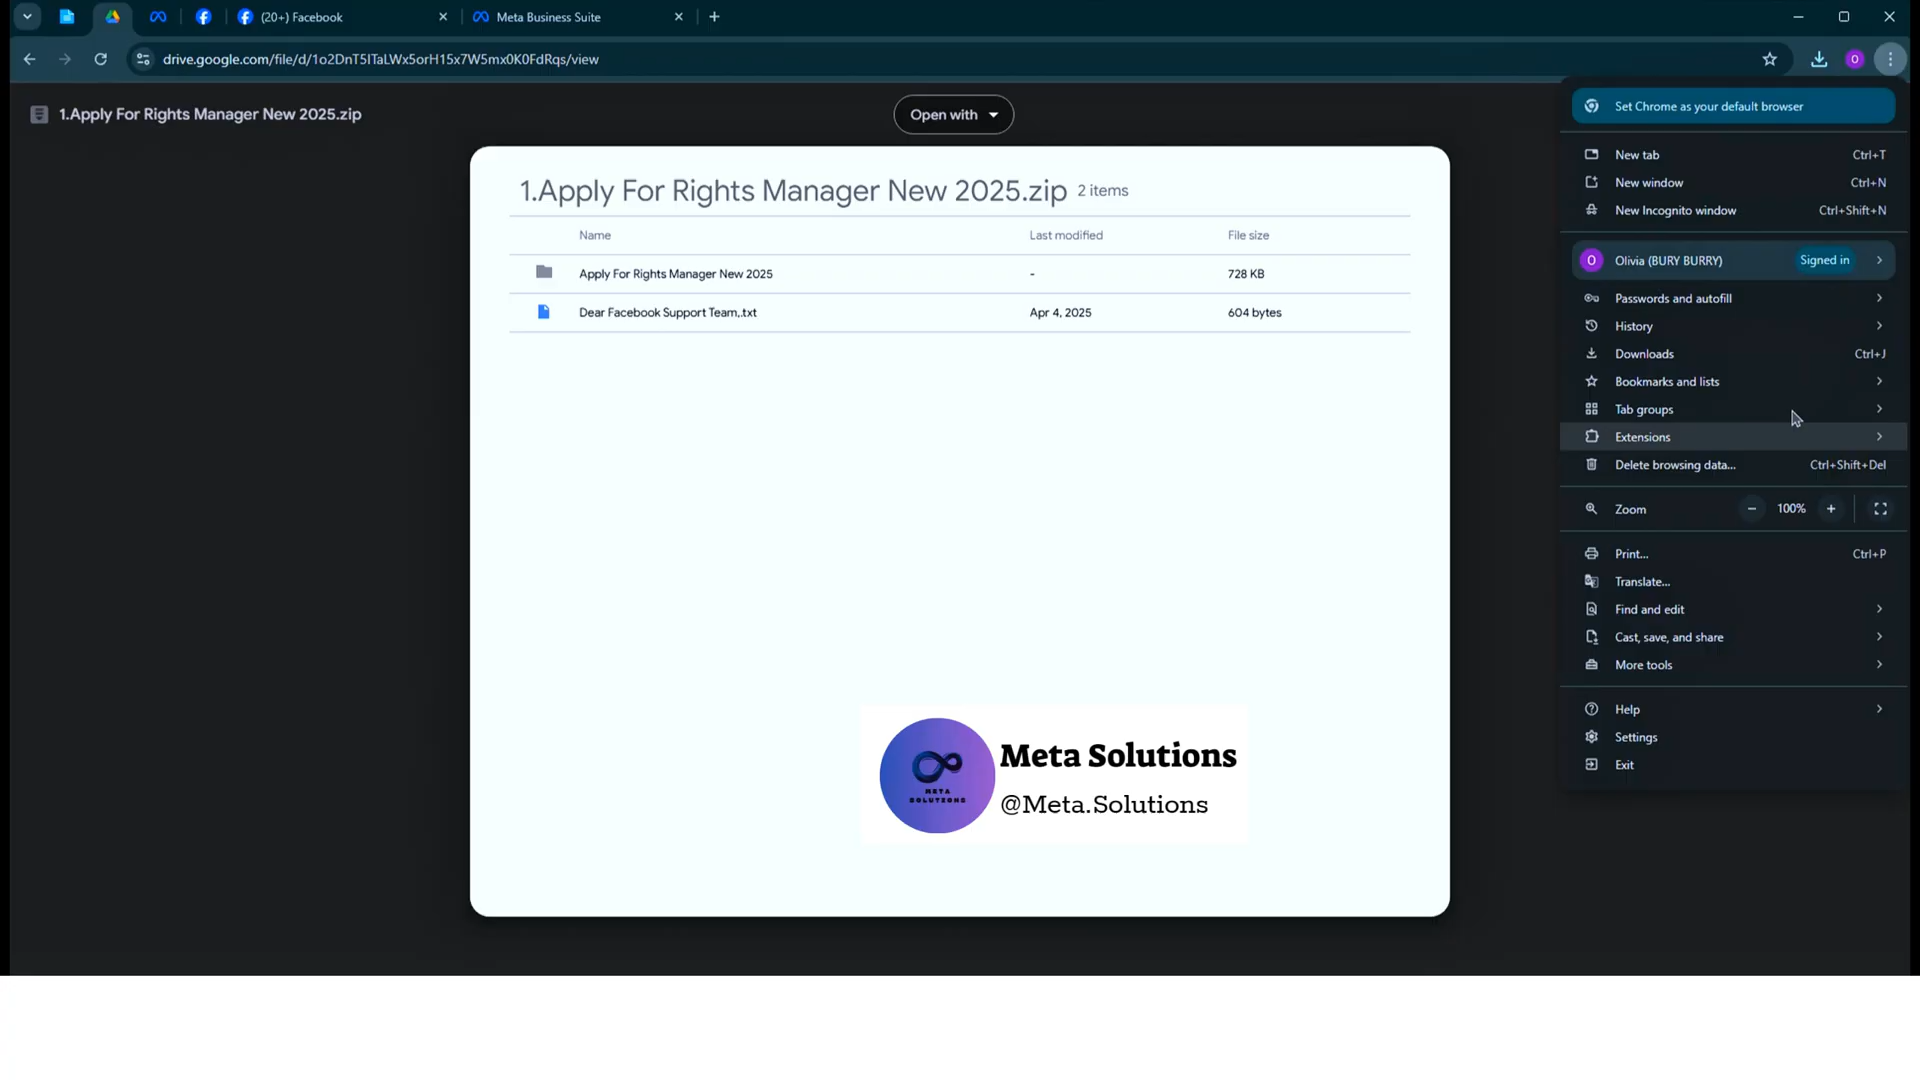 (20+) Facebook
Meta Business Suite
drive.google.com/file/d/1o2DnT5ITaLWx5orH15x7W5mx0K0FdRqs/view
O
1.Apply For Rights Manager New 2025.zip
Open with
1.Apply For Rights Manager New 2025.zip 2 items
Name Last modified File size
Apply For Rights Manager New 2025 - 728 KB
Dear Facebook Support Team,.txt Apr 4, 2025 604 bytes
META
SOLUTIONS
Meta Solutions
@Meta.Solutions
Set Chrome as your default browser
New tab Ctrl+T
New window Ctrl+N
New Incognito window Ctrl+Shift+N
O Olivia (BURY BURRY) Signed in
Passwords and autofill
History
Downloads Ctrl+J
Bookmarks and lists
Tab groups
Extensions
Delete browsing data... Ctrl+Shift+Del
Zoom − 100% +
Print... Ctrl+P
Translate...
Find and edit
Cast, save, and share
More tools
Help
Settings
Exit